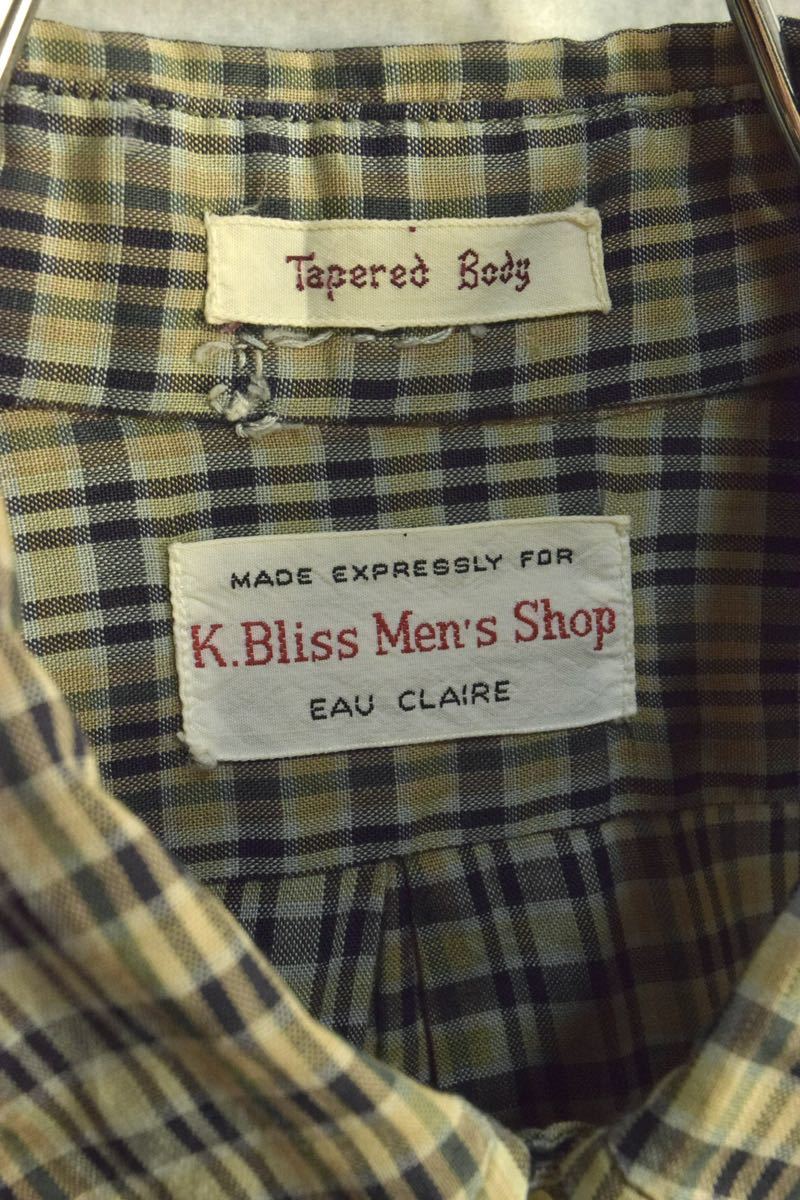 Tapered Body
MADE EXPRESSLY FOR
K.Bliss Men's Shop
EAU CLAIRE